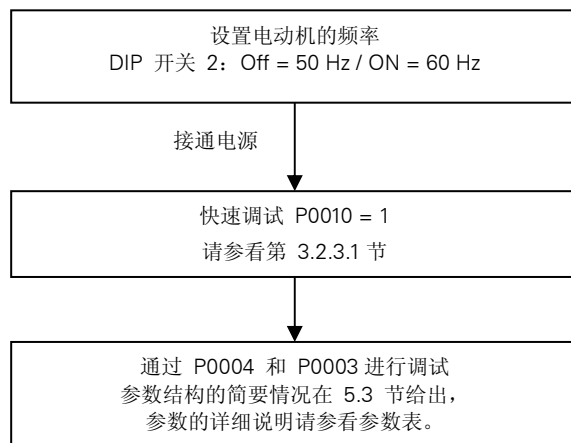 设置电动机的频率
DIP 开关 2：Off = 50 Hz / ON = 60 Hz
接通电源
快速调试 P0010 = 1
请参看第 3.2.3.1 节
通过 P0004 和 P0003 进行调试
参数结构的简要情况在 5.3 节给出，
参数的详细说明请参看参数表。